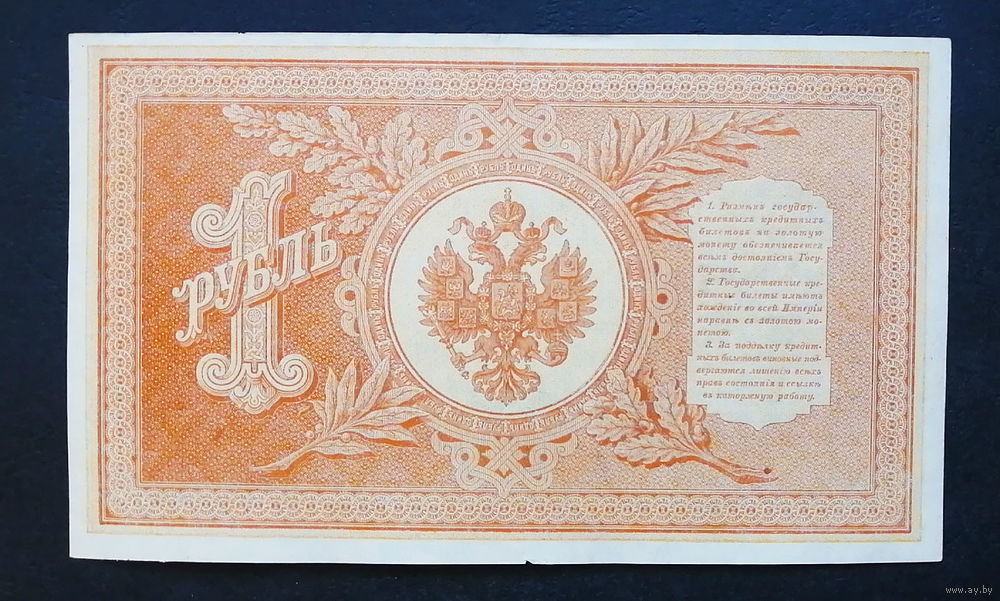 1
РУБЛЬ
1. Размѣнъ государ-
ственныхъ кредитныхъ
билетовъ на золотую
монету обезпечивается
всѣмъ достояніемъ Госу-
дарства.
2. Государственные кре-
дитные билеты имѣютъ
хожденіе во всей Имперіи
наравнѣ съ золотою мо-
нетою.
3. За поддѣлку кредит-
ныхъ билетовъ виновные под-
вергаются лишенію всѣхъ
правъ состоянія и ссылкѣ
въ каторжную работу.
www.ay.by